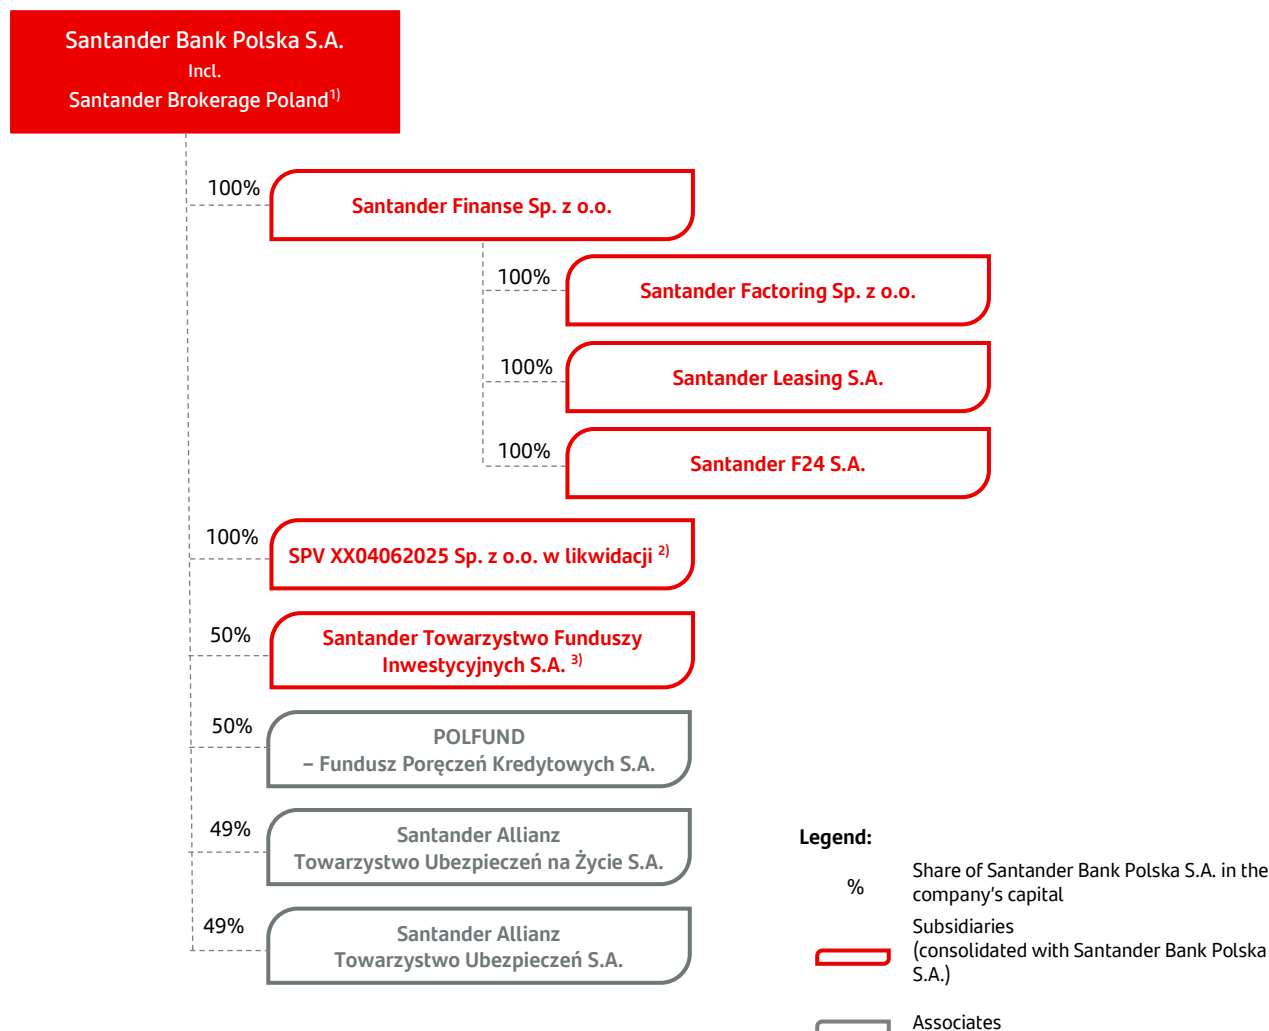 Santander Bank Polska S.A.
Incl.
Santander Brokerage Poland1)
100%
Santander Finanse Sp. z o.o.
100%
Santander Factoring Sp. z o.o.
100%
Santander Leasing S.A.
100%
Santander F24 S.A.
100%
SPV XX04062025 Sp. z o.o. w likwidacji 2)
50%
Santander Towarzystwo Funduszy
Inwestycyjnych S.A. 3)
50%
POLFUND
– Fundusz Poręczeń Kredytowych S.A.
49%
Santander Allianz
Towarzystwo Ubezpieczeń na Życie S.A.
49%
Santander Allianz
Towarzystwo Ubezpieczeń S.A.
Legend:
%
Share of Santander Bank Polska S.A. in the
company's capital
Subsidiaries
(consolidated with Santander Bank Polska
S.A.)
Associates